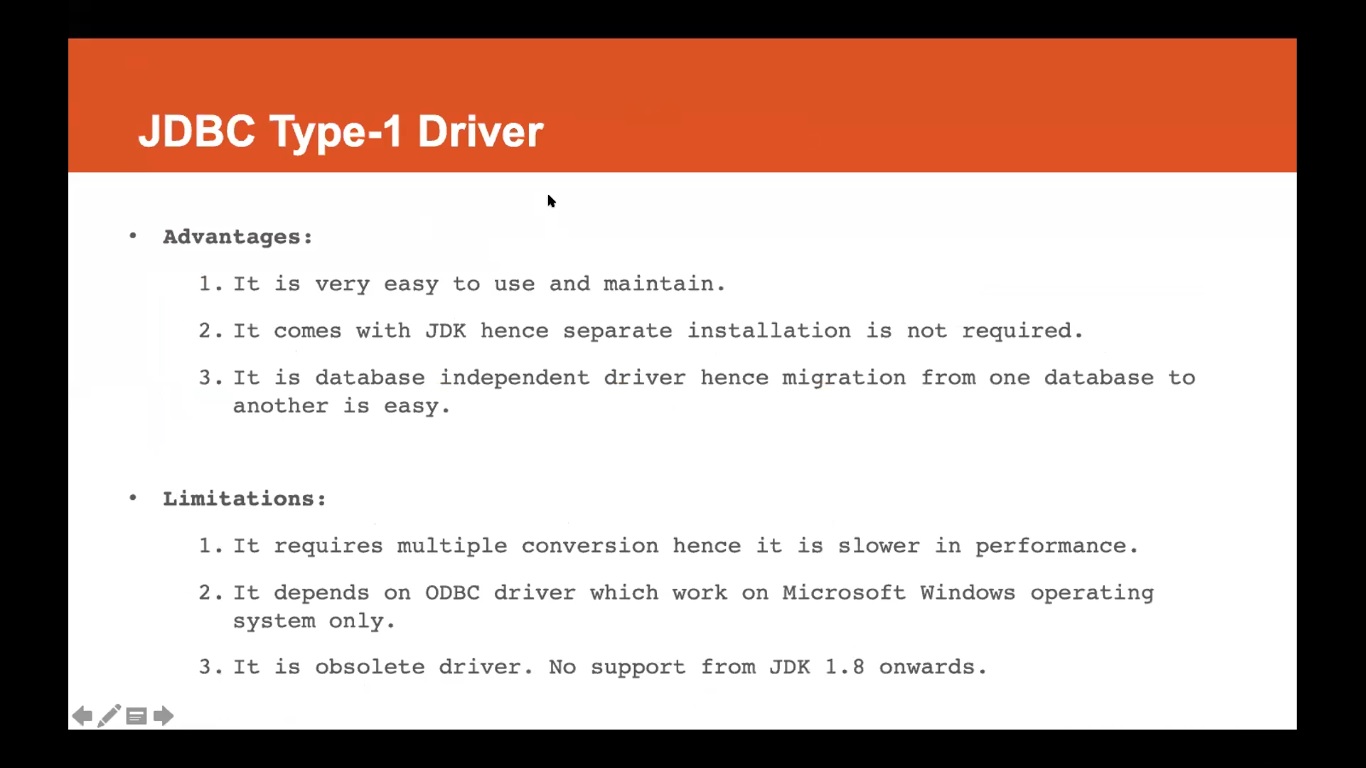 JDBC Type-1 Driver
• Advantages:
1. It is very easy to use and maintain.
2. It comes with JDK hence separate installation is not required.
3. It is database independent driver hence migration from one database to
another is easy.
• Limitations:
1. It requires multiple conversion hence it is slower in performance.
2. It depends on ODBC driver which work on Microsoft Windows operating
system only.
3. It is obsolete driver. No support from JDK 1.8 onwards.